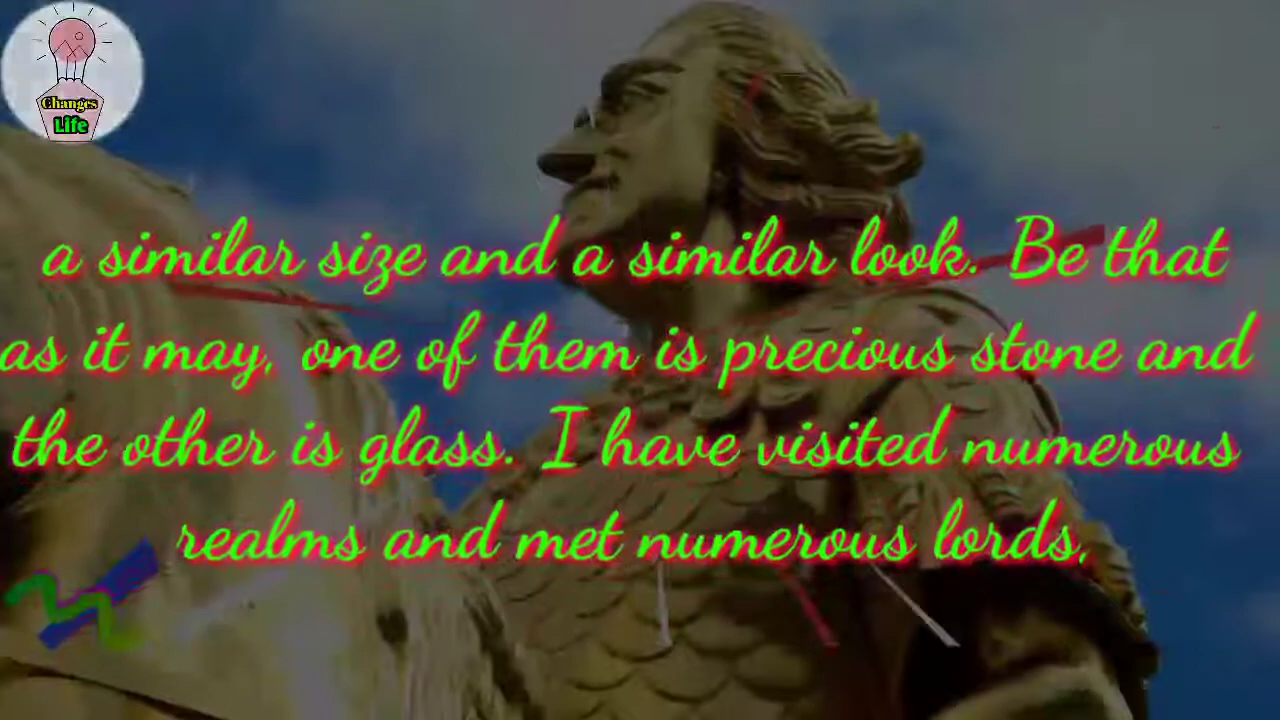 Changes
Life
a similar size and a similar look. Be that
as it may, one of them is precious stone and
the other is glass. I have visited numerous
realms and met numerous lords,